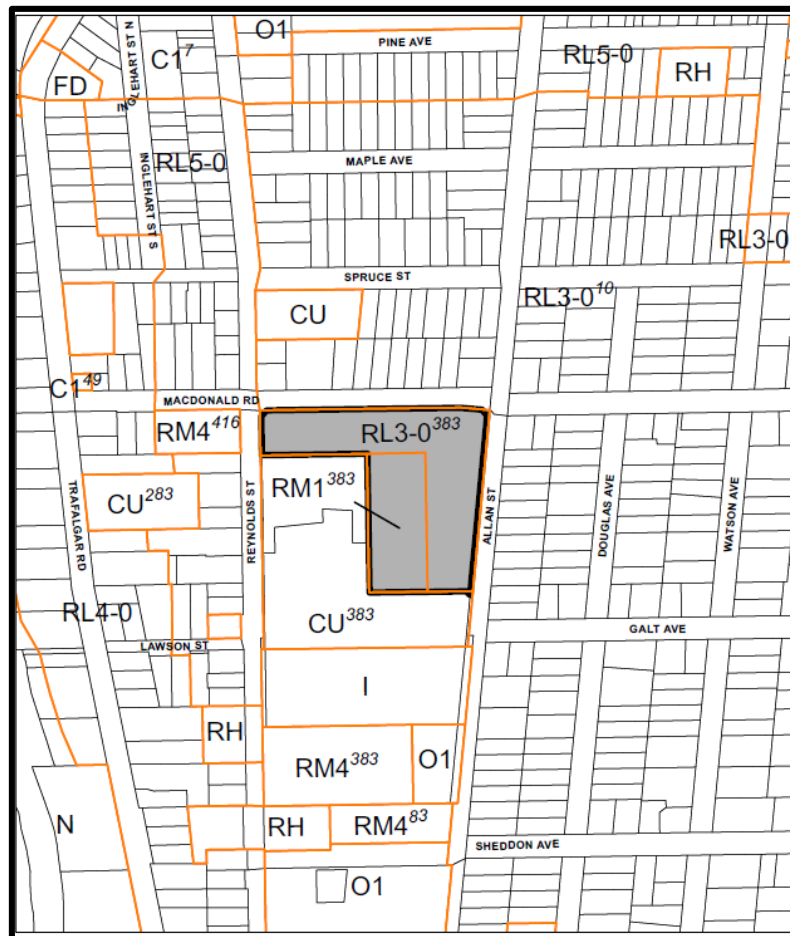 O1
PINE AVE
INGLEHART ST N
C1⁷
RL5-0
RH
FD
RL5-0
MAPLE AVE
INGLEHART ST S
RL3-0
SPRUCE ST
RL3-0¹⁰
CU
C1⁴⁹
MACDONALD RD
RM4⁴¹⁶
RL3-0³⁸³
RM1³⁸³
CU²⁸³
TRAFALGAR RD
REYNOLDS ST
ALLAN ST
DOUGLAS AVE
WATSON AVE
RL4-0
CU³⁸³
GALT AVE
LAWSON ST
I
RH
RM4³⁸³
O1
N
RH
RM4⁸³
SHEDDON AVE
O1